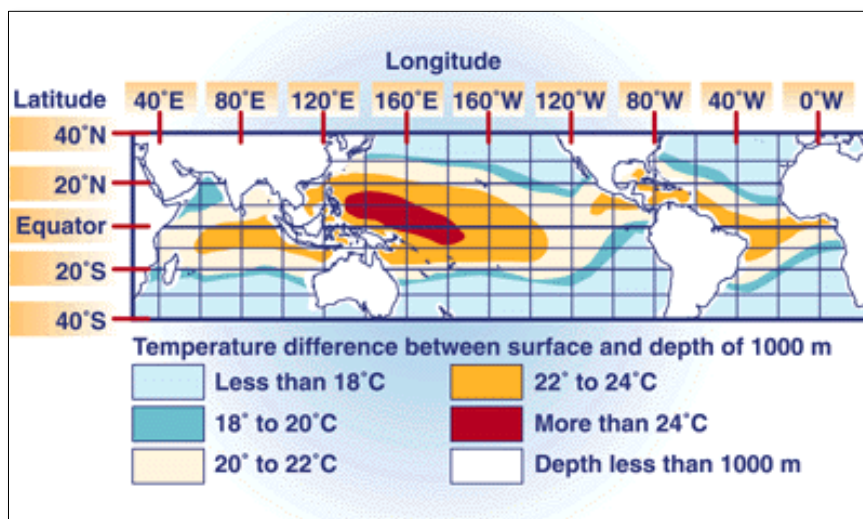 Longitude
Latitude 40°E 80°E 120°E 160°E 160°W 120°W 80°W 40°W 0°W
40°N
20°N
Equator
20°S
40°S
Temperature difference between surface and depth of 1000 m
Less than 18°C 22° to 24°C
18° to 20°C More than 24°C
20° to 22°C Depth less than 1000 m